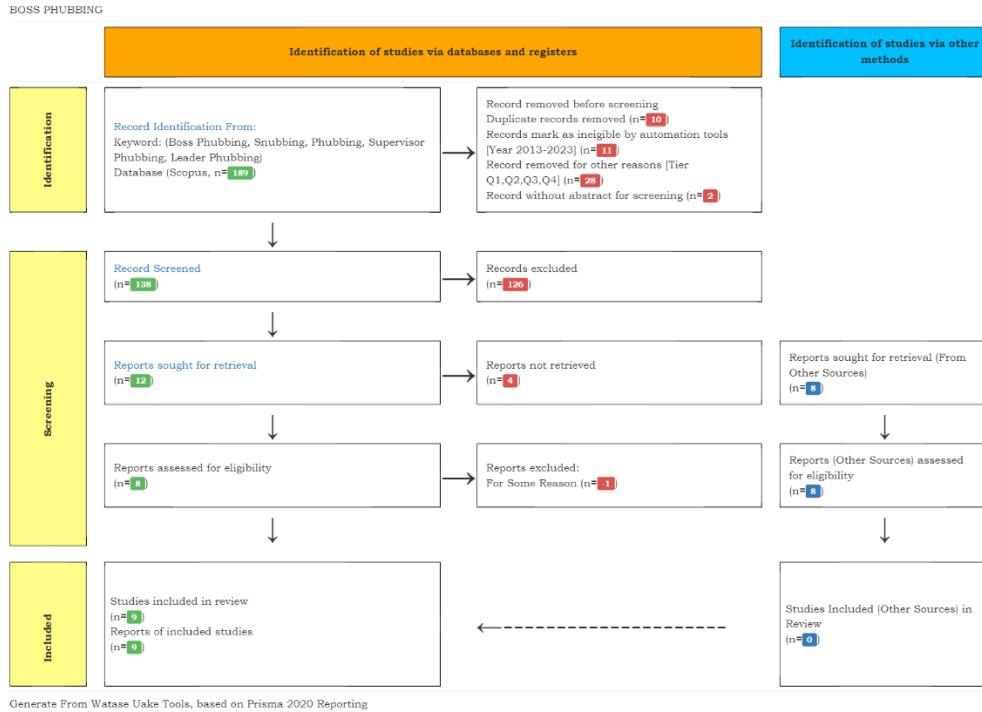 BOSS PHUBBING
Identification of studies via databases and registers
Identification of studies via other
methods
Identification
Record Identification From:
Keyword: (Boss Phubbing, Snubbing, Phubbing, Supervisor
Phubbing, Leader Phubbing)
Database (Scopus, n=189)
Record removed before screening
Duplicate records removed (n=10)
Records mark as ineigible by automation tools
[Year 2013-2023] (n=11)
Record removed for other reasons [Tier
Q1,Q2,Q3,Q4] (n=28)
Record without abstract for screening (n=2)
Screening
Record Screened
(n=138)
Records excluded
(n=126)
Reports sought for retrieval
(n=12)
Reports not retrieved
(n=4)
Reports sought for retrieval (From
Other Sources)
(n=8)
Reports assessed for eligibility
(n=8)
Reports excluded:
For Some Reason (n=-1)
Reports (Other Sources) assessed
for eligibility
(n=8)
Included
Studies included in review
(n=9)
Reports of included studies
(n=9)
Studies Included (Other Sources) in
Review
(n=0)
Generate From Watase Uake Tools, based on Prisma 2020 Reporting